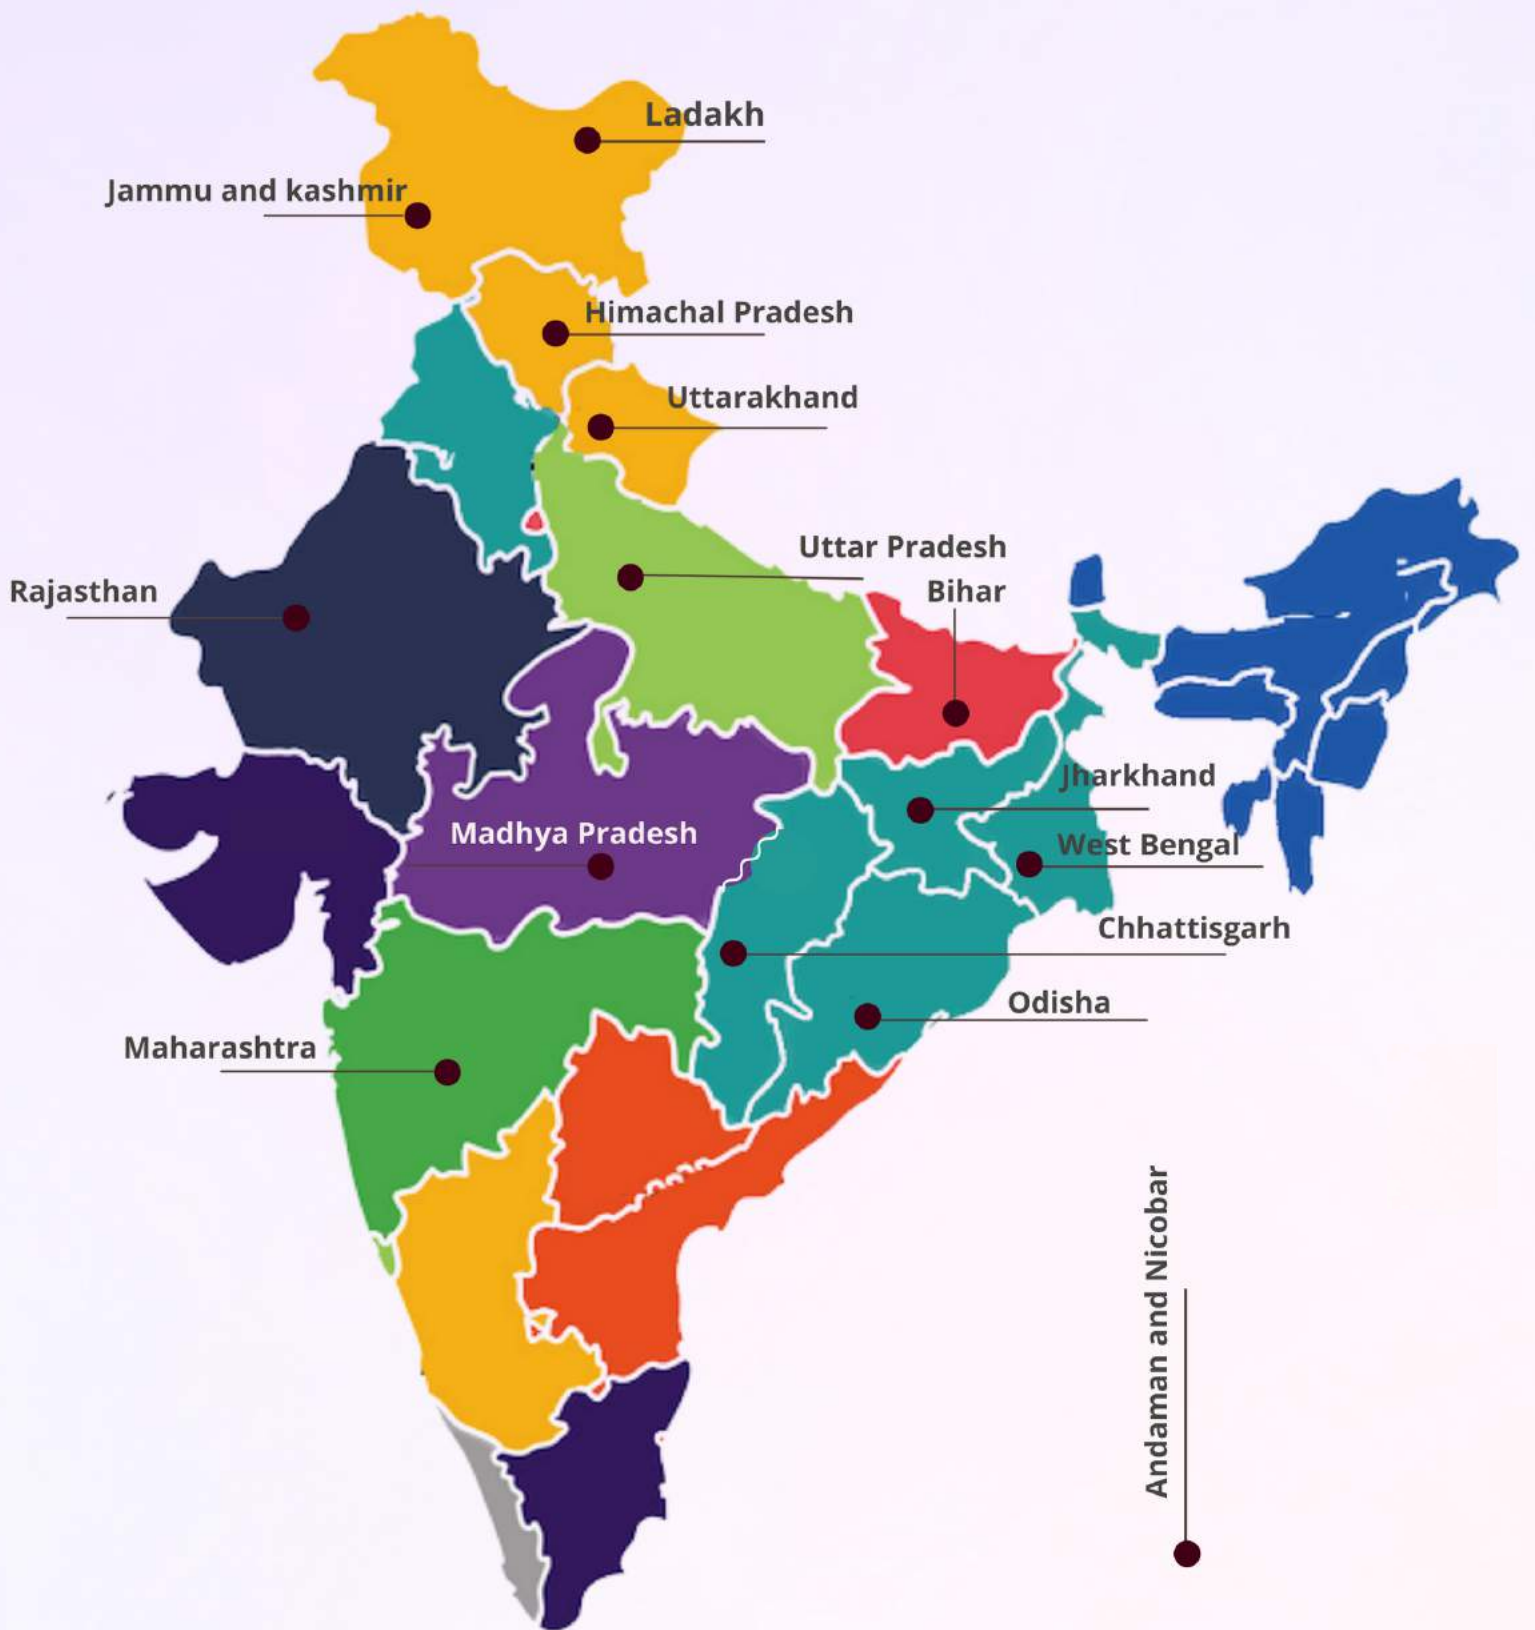 Ladakh
Jammu and kashmir
Himachal Pradesh
Uttarakhand
Uttar Pradesh
Rajasthan
Bihar
Jharkhand
Madhya Pradesh
West Bengal
Chhattisgarh
Odisha
Maharashtra
Andaman and Nicobar